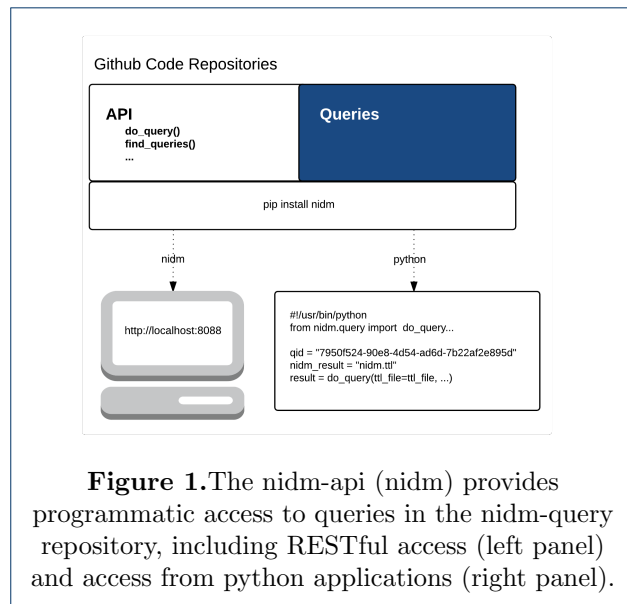 Github Code Repositories
API
do_query()
find_queries()
...
Queries
pip install nidm
nidm
python
http://localhost:8088
#!/usr/bin/python
from nidm.query import do_query...
qid = "7950f524-90e8-4d54-ad6d-7b22af2e895d"
nidm_result = "nidm.ttl"
result = do_query(ttl_file=ttl_file, ...)
Figure 1.The nidm-api (nidm) provides
programmatic access to queries in the nidm-query
repository, including RESTful access (left panel)
and access from python applications (right panel).